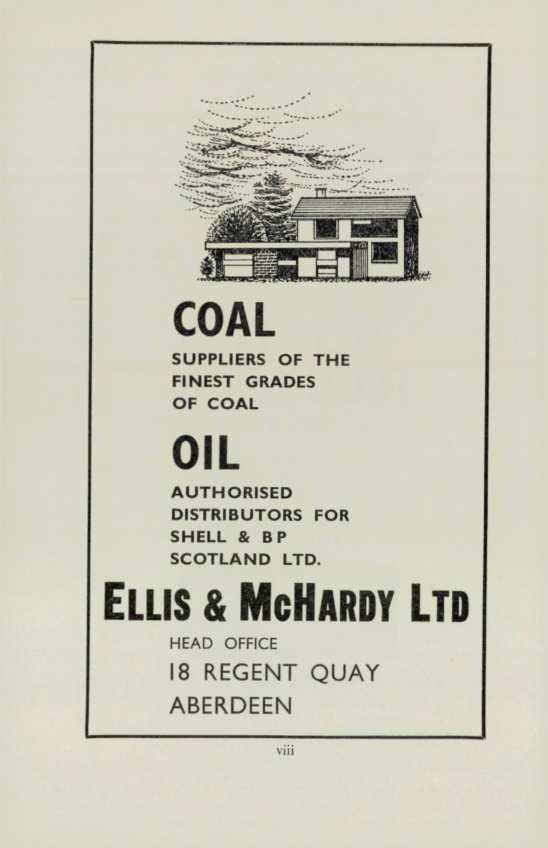 COAL
SUPPLIERS OF THE
FINEST GRADES
OF COAL
OIL
AUTHORISED
DISTRIBUTORS FOR
SHELL & BP
SCOTLAND LTD.
ELLIS & McHARDY LTD
HEAD OFFICE
18 REGENT QUAY
ABERDEEN
viii